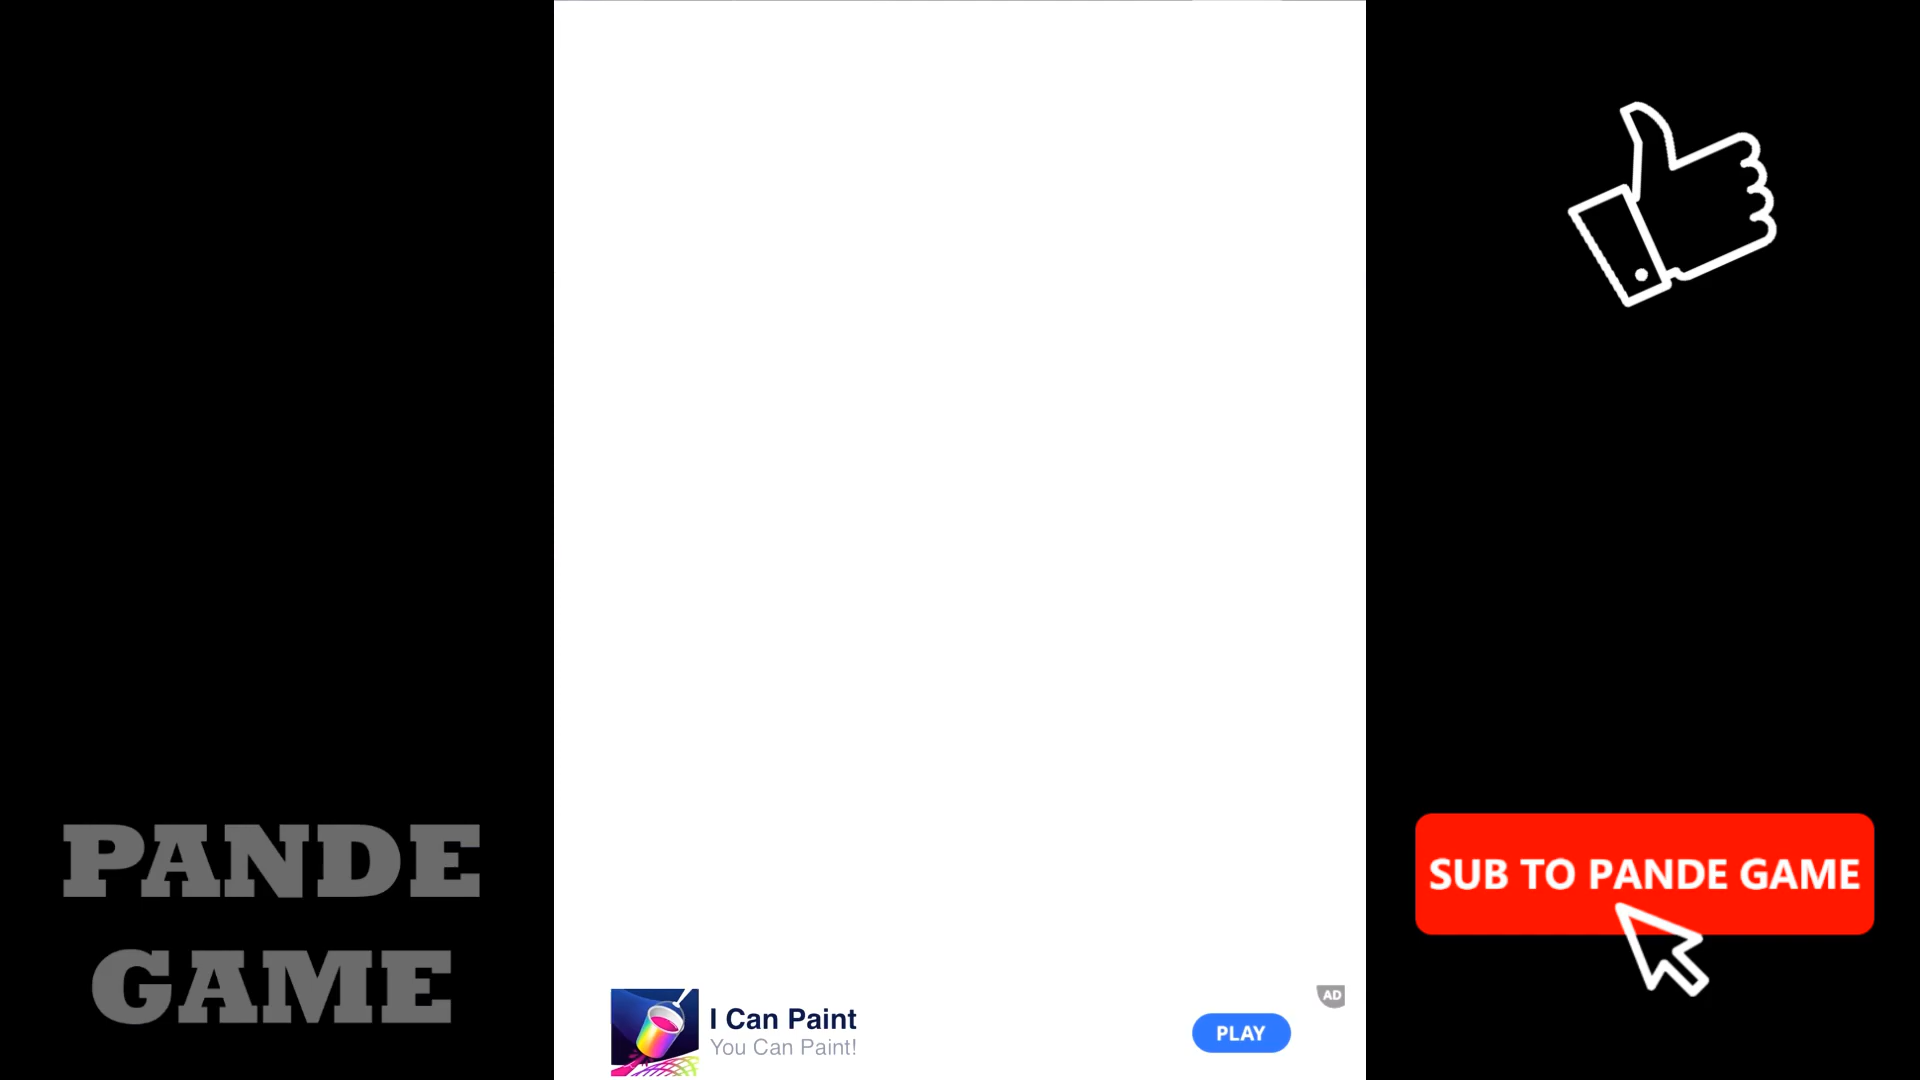 PANDE
GAME
I Can Paint
You Can Paint!
PLAY
AD
SUB TO PANDE GAME